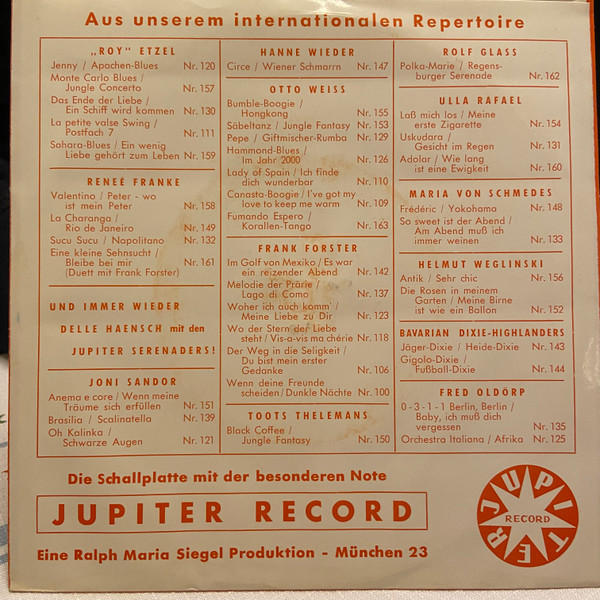 Aus unserem internationalen Repertoire
„ROY" ETZEL
Jenny / Apachen-Blues Nr. 120
Monte Carlo Blues /
Jungle Concerto Nr. 157
Das Ende der Liebe /
Ein Schiff wird kommen Nr. 130
La petite valse Swing /
Postfach 7 Nr. 111
Sahara-Blues / Ein wenig
Liebe gehört zum Leben Nr. 159
RENEÉ FRANKE
Valentino / Peter - wo
ist mein Peter Nr. 158
La Charanga /
Rio de Janeiro Nr. 149
Sucu Sucu / Napolitano Nr. 132
Eine kleine Sehnsucht /
Bleibe bei mir Nr. 161
(Duett mit Frank Forster)
UND IMMER WIEDER
DELLE HAENSCH mit den
JUPITER SERENADERS!
JONI SANDOR
Anema e core / Wenn meine
Träume sich erfüllen Nr. 151
Brasilia / Scalinatella Nr. 139
Oh Kalinka /
Schwarze Augen Nr. 121
HANNE WIEDER
Circe / Wiener Schmarrn Nr. 147
OTTO WEISS
Bumble-Boogie /
Hongkong Nr. 155
Säbeltanz / Jungle Fantasy Nr. 153
Pepe / Giftmischer-Rumba Nr. 129
Hammond-Blues /
Im Jahr 2000 Nr. 126
Lady of Spain / Ich finde
dich wunderbar Nr. 110
Canasta-Boogie / I've got my
love to keep me warm Nr. 109
Fumando Espero /
Korallen-Tango Nr. 163
FRANK FORSTER
Im Golf von Mexiko / Es war
ein reizender Abend Nr. 142
Melodie der Prärie /
Lago di Como Nr. 137
Woher ich auch komm' /
Meine Liebe zu Dir Nr. 123
Wo der Stern der Liebe
steht / Vis-a-vis ma chérie Nr. 118
Der Weg in die Seligkeit /
Du bist mein erster
Gedanke Nr. 106
Wenn deine Freunde
scheiden / Dunkle Nächte Nr. 100
TOOTS THELEMANS
Black Coffee /
Jungle Fantasy Nr. 150
ROLF GLASS
Polka-Marie / Regens-
burger Serenade Nr. 162
ULLA RAFAEL
Laß mich los / Meine
erste Zigarette Nr. 154
Uskudara /
Gesicht im Regen Nr. 131
Adolar / Wie lang
ist eine Ewigkeit Nr. 160
MARIA VON SCHMEDES
Frédéric / Yokohama Nr. 148
So sweet ist der Abend /
Am Abend muß ich
immer weinen Nr. 133
HELMUT WEGLINSKI
Antik / Sehr chic Nr. 156
Die Rosen in meinem
Garten / Meine Birne
ist wie ein Ballon Nr. 152
BAVARIAN DIXIE-HIGHLANDERS
Jäger-Dixie / Heide-Dixie Nr. 143
Gigolo-Dixie /
Fußball-Dixie Nr. 144
FRED OLDÖRP
0-3-1-1 Berlin, Berlin /
Baby, ich muß dich
vergessen Nr. 135
Orchestra Italiana / Afrika Nr. 125
Die Schallplatte mit der besonderen Note
JUPITER RECORD
Eine Ralph Maria Siegel Produktion - München 23
JUPITER
RECORD